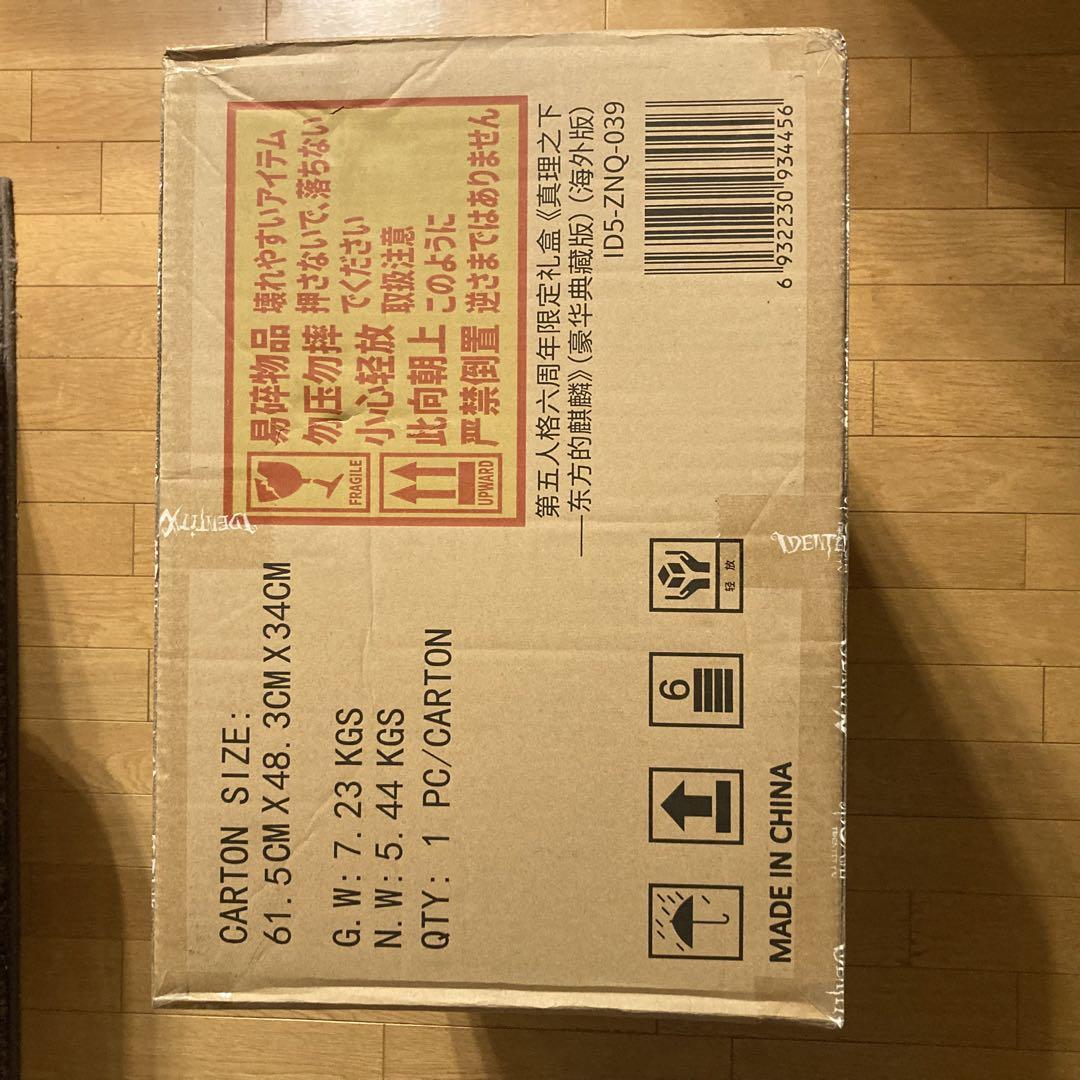 易碎物品 壊れやすいアイテム
勿压勿摔 押さないで、落ちない
でください
小心轻放 取扱注意
此向朝上 このように
严禁倒置 逆さまではありません
FRAGILE
UPWARD
CARTON SIZE:
61.5CM X 48.3CM X 34CM
G.W: 7.23 KGS
N.W: 5.44 KGS
QTY: 1 PC/CARTON
第五人格六周年限定礼盒《真理之下
——东方的麒麟》（豪华典藏版）（海外版）
ID5-ZNQ-039
6 932230 934456
6
轻放
MADE IN CHINA
IDENTITY
IDENTI